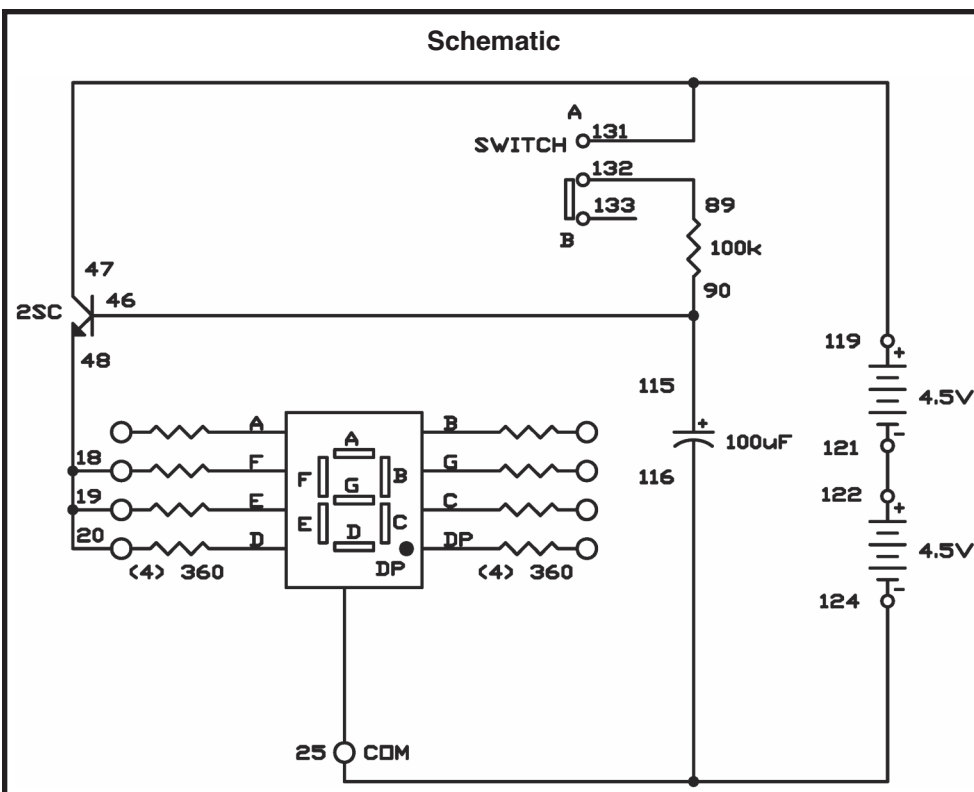 Schematic
A
SWITCH 131
132
133
B
89
100k
90
47
46
2SC
48
119
+
4.5V
-
121
122
+
4.5V
-
124
115
+
100uF
116
A
B
18
F
G
19
E
C
20
D
DP
(4) 360
(4) 360
A
F
B
G
E
C
D
DP
25 COM